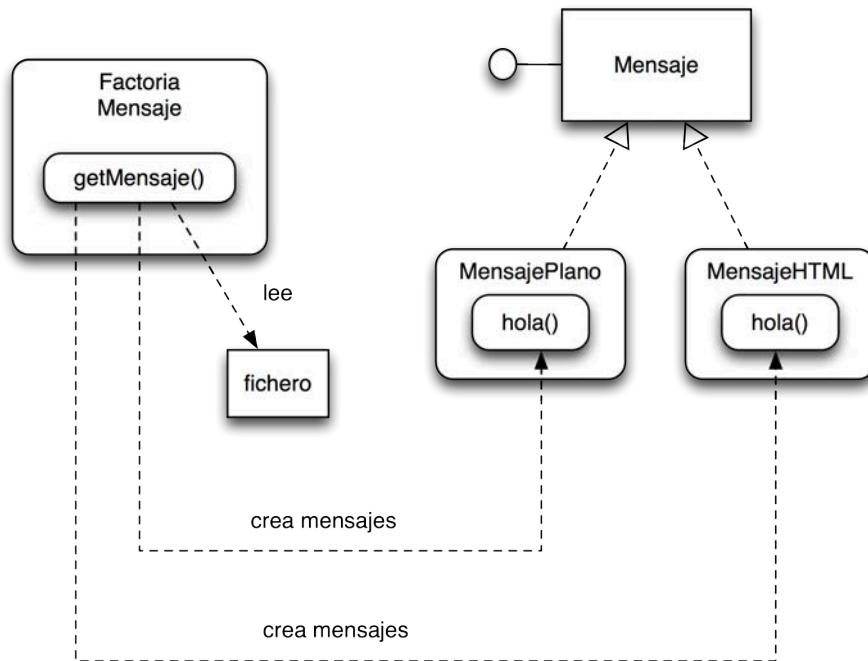 Factoria
Mensaje
getMensaje()
Mensaje
lee
fichero
MensajePlano
hola()
MensajeHTML
hola()
crea mensajes
crea mensajes